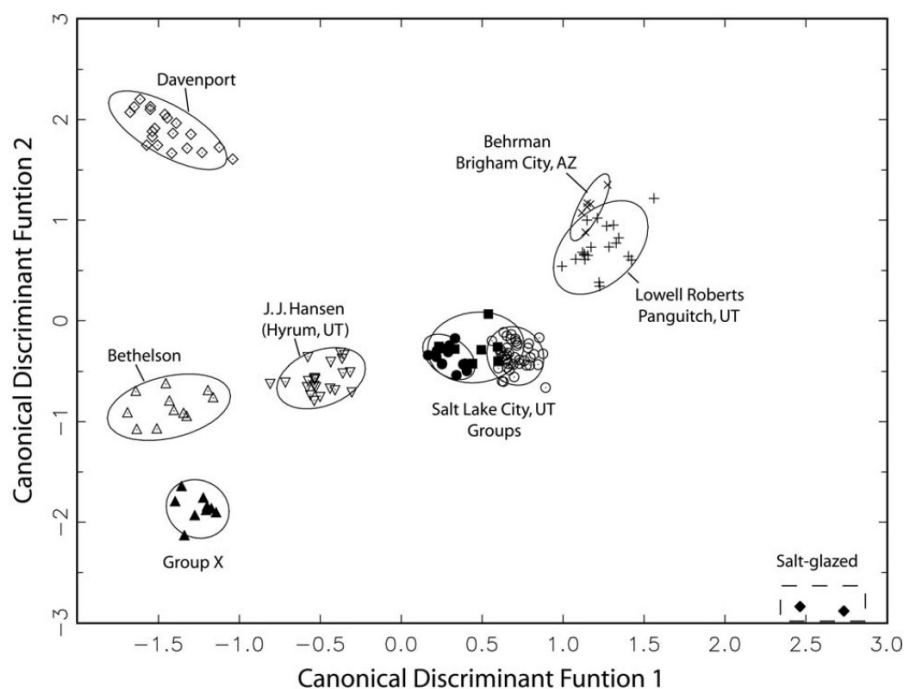 3
2
1
0
−1
−2
−3
Canonical Discriminant Funtion 2
Davenport
Behrman
Brigham City, AZ
Lowell Roberts
Panguitch, UT
J. J. Hansen
(Hyrum, UT)
Bethelson
Salt Lake City, UT
Groups
Group X
Salt-glazed
−1.5
−1.0
−0.5
0.0
0.5
1.0
1.5
2.0
2.5
3.0
Canonical Discriminant Funtion 1